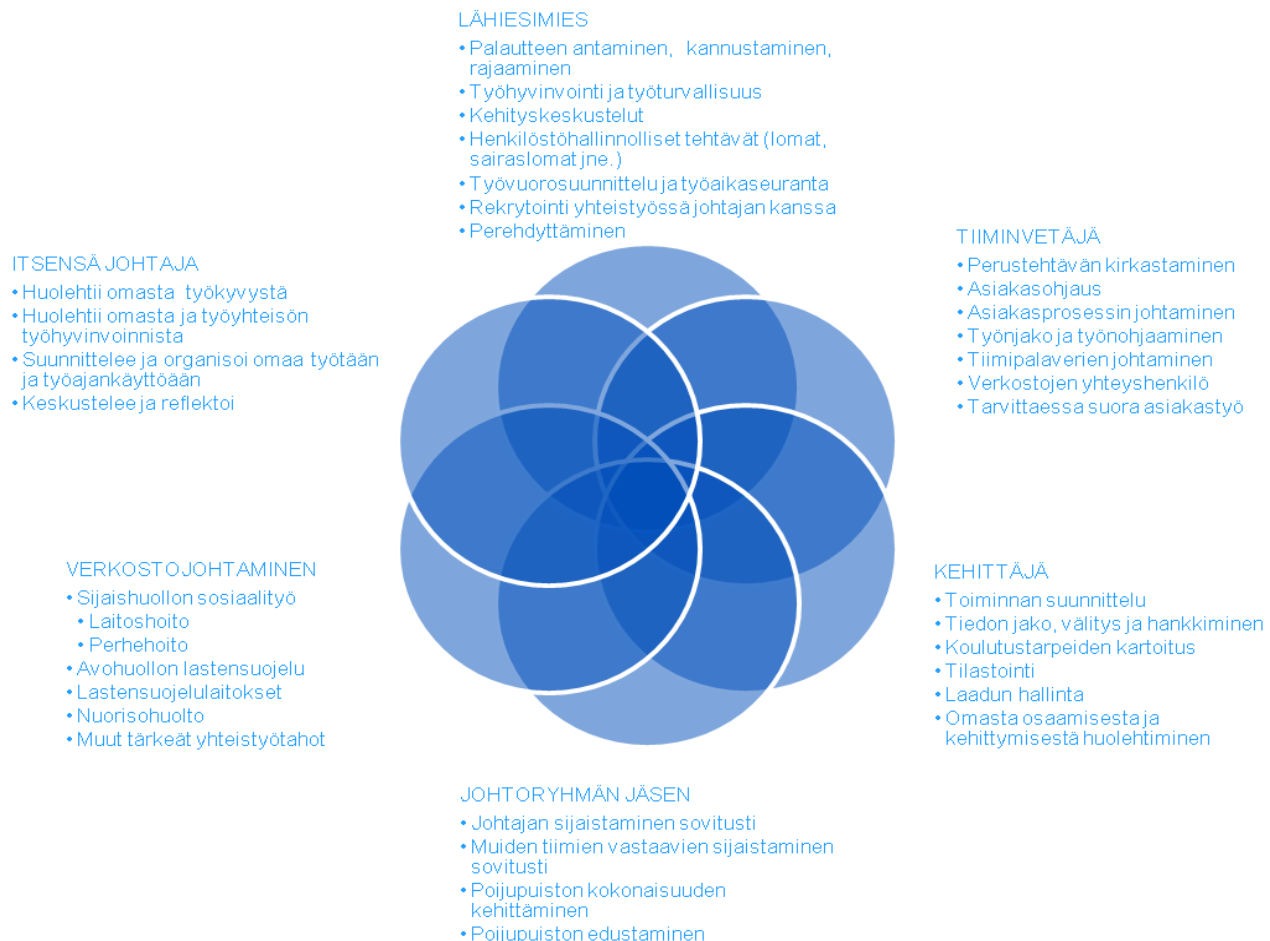 LÄHIESIMIES
• Palautteen antaminen, kannustaminen,
rajaaminen
• Työhyvinvointi ja työturvallisuus
• Kehityskeskustelut
• Henkilöstöhallinnolliset tehtävät (lomat,
sairaslomat jne.)
• Työvuorosuunnittelu ja työaikaseuranta
• Rekrytointi yhteistyössä johtajan kanssa
• Perehdyttäminen
TIIMINVETÄJÄ
• Perustehtävän kirkastaminen
• Asiakasohjaus
• Asiakasprosessin johtaminen
• Työnjako ja työnohjaaminen
• Tiimipalaverien johtaminen
• Verkostojen yhteyshenkilö
• Tarvittaessa suora asiakastyö
KEHITTÄJÄ
• Toiminnan suunnittelu
• Tiedon jako, välitys ja hankkiminen
• Koulutustarpeiden kartoitus
• Tilastointi
• Laadun hallinta
• Omasta osaamisesta ja
kehittymisestä huolehtiminen
JOHTORYHMÄN JÄSEN
• Johtajan sijaistaminen sovitusti
• Muiden tiimien vastaavien sijaistaminen
sovitusti
• Poijupuiston kokonaisuuden
kehittäminen
• Poijupuiston edustaminen
VERKOSTOJOHTAMINEN
• Sijaishuollon sosiaalityö
• Laitoshoito
• Perhehoito
• Avohuollon lastensuojelu
• Lastensuojelulaitokset
• Nuorisohuolto
• Muut tärkeät yhteistyötahot
ITSENSÄ JOHTAJA
• Huolehtii omasta työkyvystä
• Huolehtii omasta ja työyhteisön
työhyvinvoinnista
• Suunnittelee ja organisoi omaa työtään
ja työajankäyttöään
• Keskustelee ja reflektoi